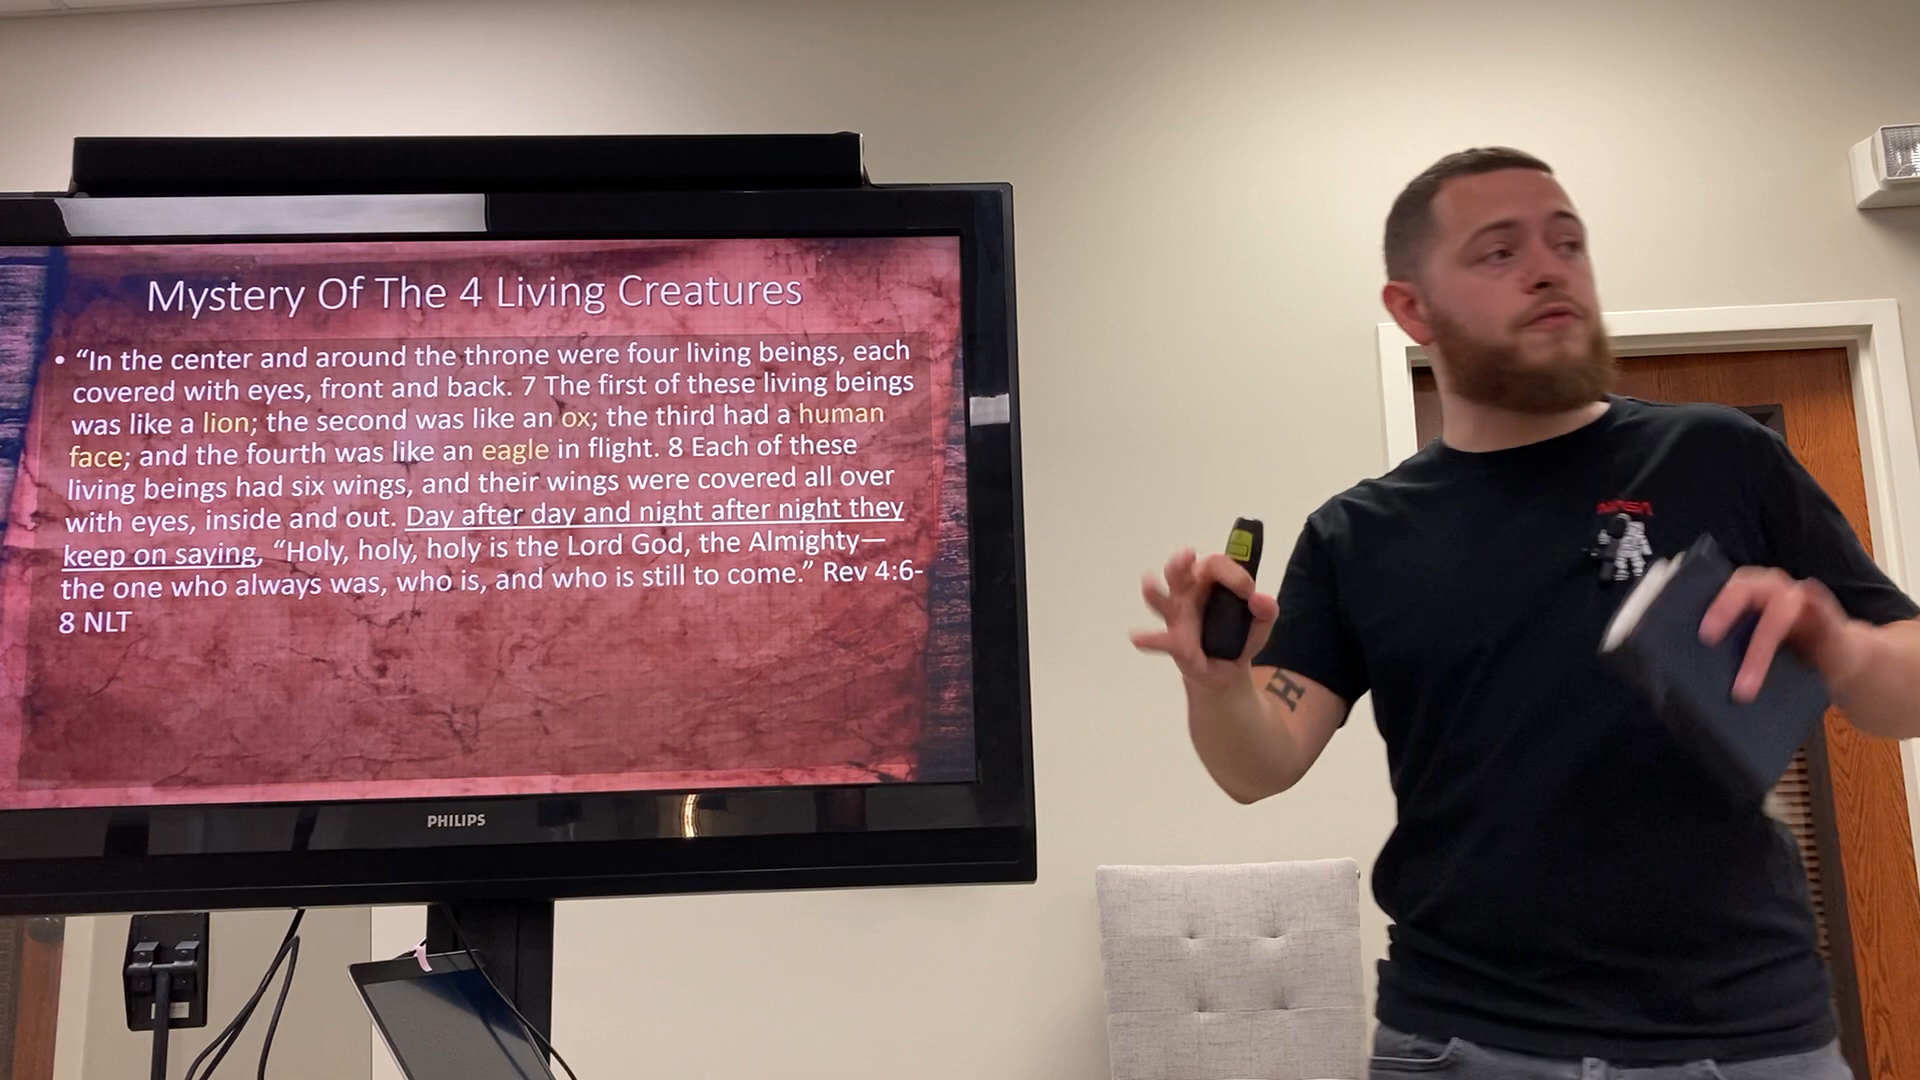 Mystery Of The 4 Living Creatures
• “In the center and around the throne were four living beings, each
covered with eyes, front and back. 7 The first of these living beings
was like a lion; the second was like an ox; the third had a human
face; and the fourth was like an eagle in flight. 8 Each of these
living beings had six wings, and their wings were covered all over
with eyes, inside and out. Day after day and night after night they
keep on saying, “Holy, holy, holy is the Lord God, the Almighty—
the one who always was, who is, and who is still to come.” Rev 4:6-
8 NLT
PHILIPS
NASA
H